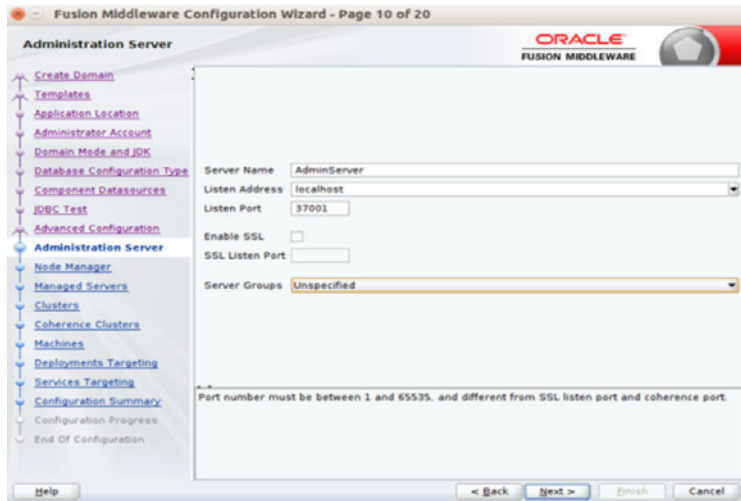 Fusion Middleware Configuration Wizard - Page 10 of 20
Administration Server
ORACLE
FUSION MIDDLEWARE
Create Domain
Templates
Application Location
Administrator Account
Domain Mode and JDK
Database Configuration Type
Component Datasources
JDBC Test
Advanced Configuration
Administration Server
Node Manager
Managed Servers
Clusters
Coherence Clusters
Machines
Deployments Targeting
Services Targeting
Configuration Summary
Configuration Progress
End Of Configuration
Server Name AdminServer
Listen Address localhost
Listen Port 37001
Enable SSL
SSL Listen Port
Server Groups Unspecified
Port number must be between 1 and 65535, and different from SSL listen port and coherence port.
Help < Back Next > Finish Cancel